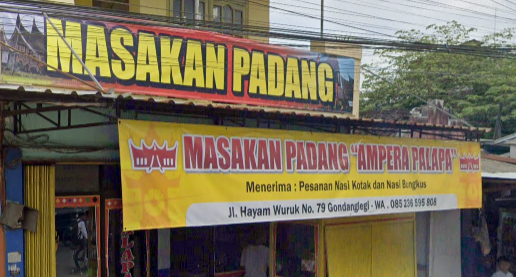 MASAKAN PADANG
MASAKAN PADANG "AMPERA PALAPA"
Menerima : Pesanan Nasi Kotak dan Nasi Bungkus
Jl. Hayam Wuruk No. 79 Gondanglegi - WA . 085 236 595 808